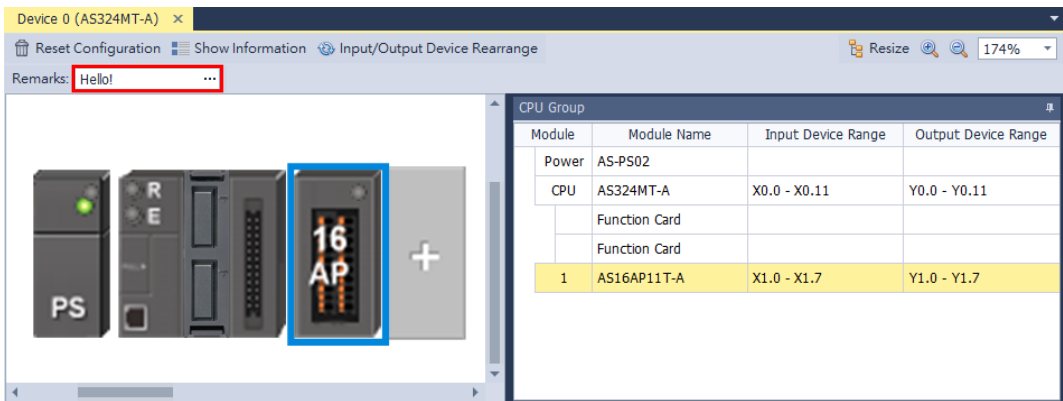 Device 0 (AS324MT-A) ×
Reset Configuration Show Information Input/Output Device Rearrange Resize 174%
Remarks: Hello! ...
R
E
PS
16
AP
+
CPU Group
Module Module Name Input Device Range Output Device Range
Power AS-PS02
CPU AS324MT-A X0.0 - X0.11 Y0.0 - Y0.11
Function Card
Function Card
1 AS16AP11T-A X1.0 - X1.7 Y1.0 - Y1.7